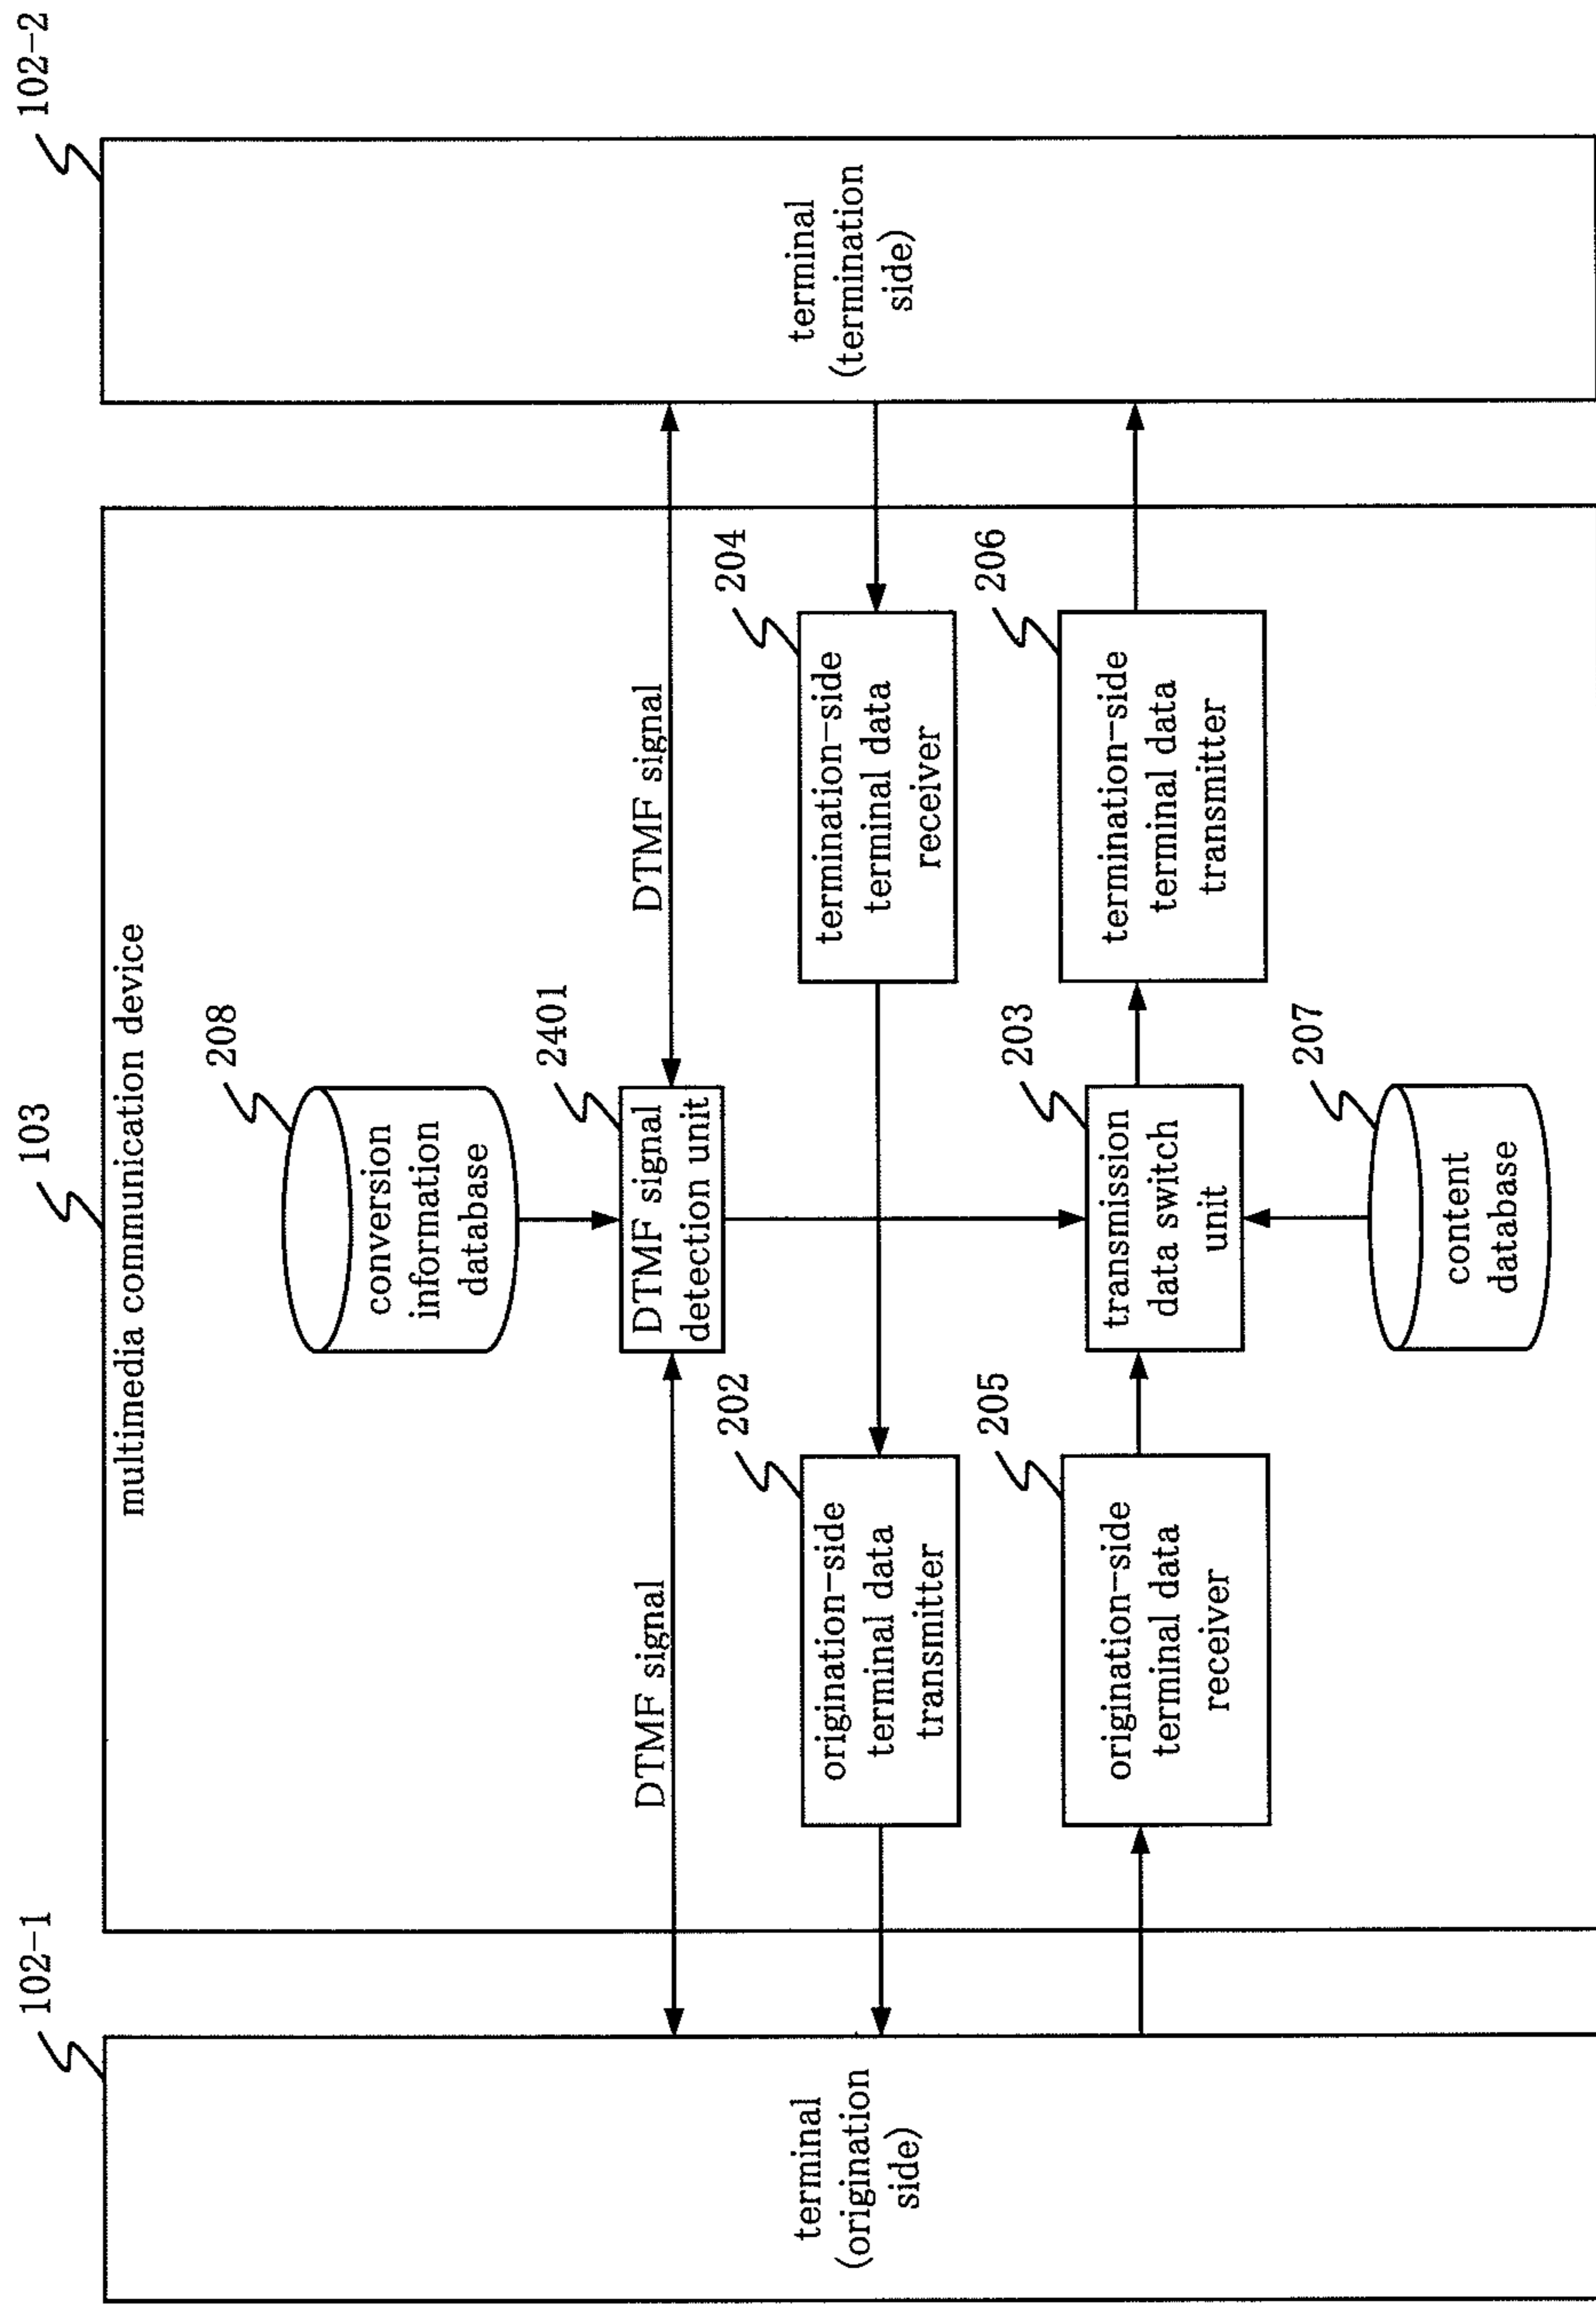 102-1
103
102-2
multimedia communication device
208
conversion
information
database
2401
DTMF signal
DTMF signal
detection unit
DTMF signal
terminal
(origination
side)
202
origination-side
terminal data
transmitter
204
termination-side
terminal data
receiver
terminal
(termination
side)
205
origination-side
terminal data
receiver
203
transmission
data switch
unit
206
termination-side
terminal data
transmitter
207
content
database